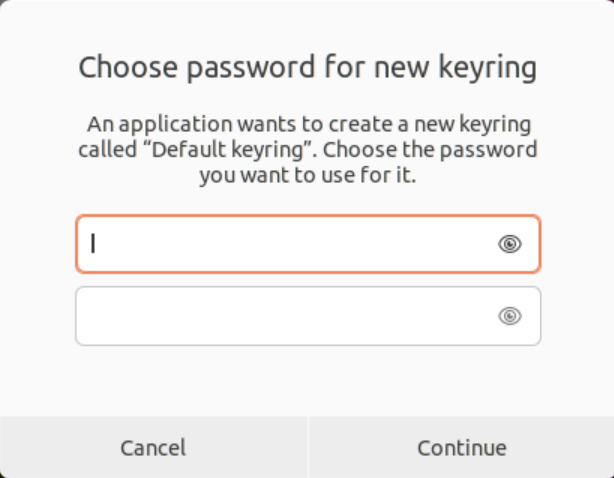 Choose password for new keyring
An application wants to create a new keyring
called “Default keyring”. Choose the password
you want to use for it.
Cancel
Continue